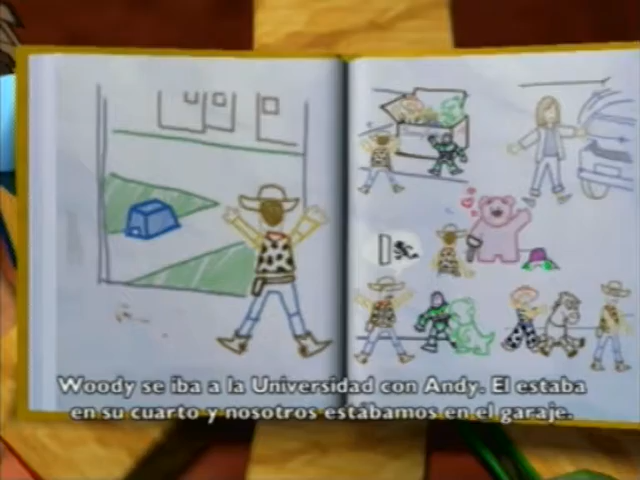 Woody se iba a la Universidad con Andy. El estaba
en su cuarto y nosotros estábamos en el garaje.